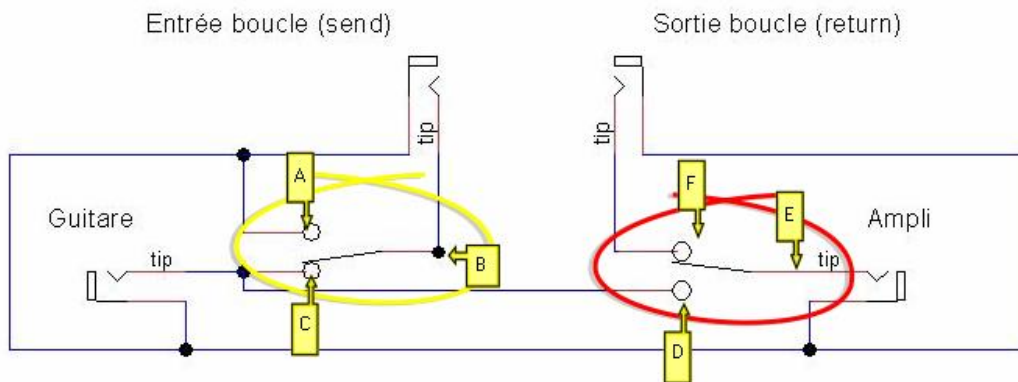 Entrée boucle (send)
Sortie boucle (return)
tip
tip
A
F
E
Guitare
Ampli
tip
B
tip
C
D